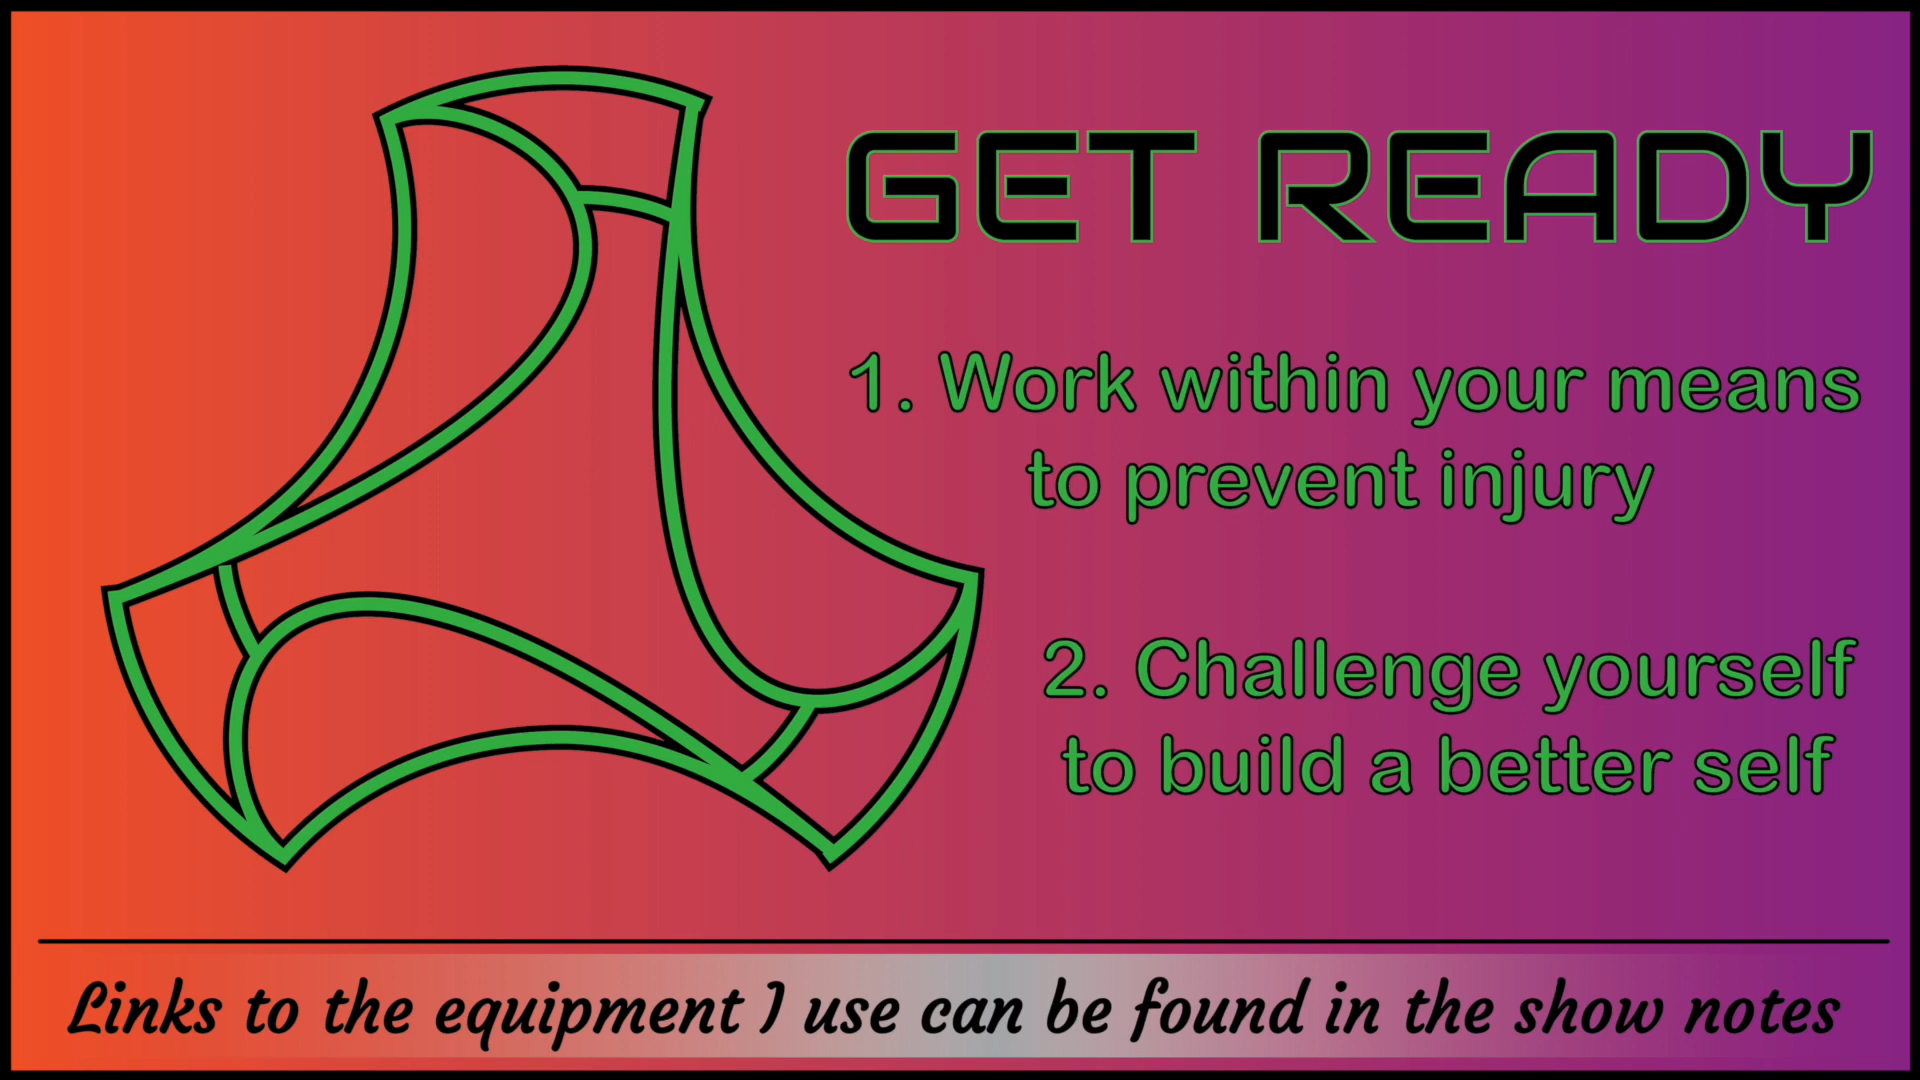 GET READY
1. Work within your means
to prevent injury
2. Challenge yourself
to build a better self
Links to the equipment I use can be found in the show notes